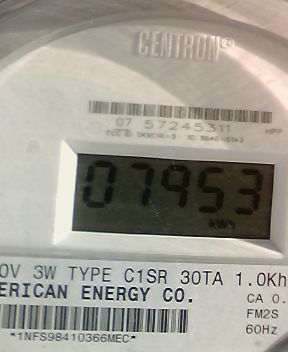 CENTRON®
07 57245311 MPP
07953
kWh
0V 3W TYPE C1SR 30TA 1.0Kh
ERICAN ENERGY CO.
CA 0.
FM2S
60Hz
*1NFS98410366MEC*